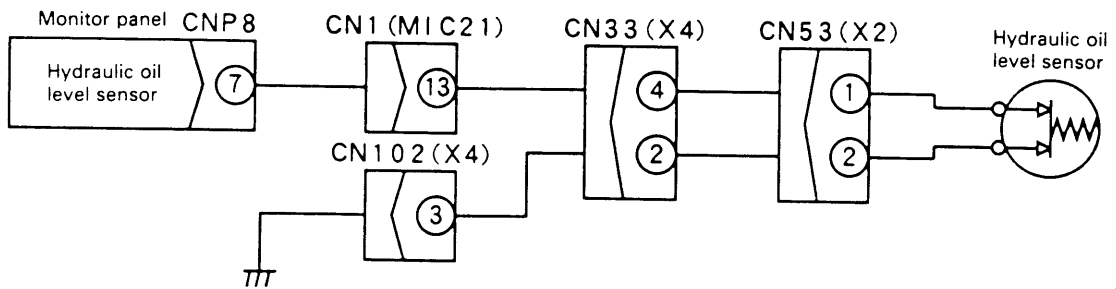 Monitor panel
CNP8
CN1(MIC21)
CN33(X4)
CN53(X2)
Hydraulic oil
level sensor
Hydraulic oil
level sensor
7
13
4
1
2
2
CN102(X4)
3